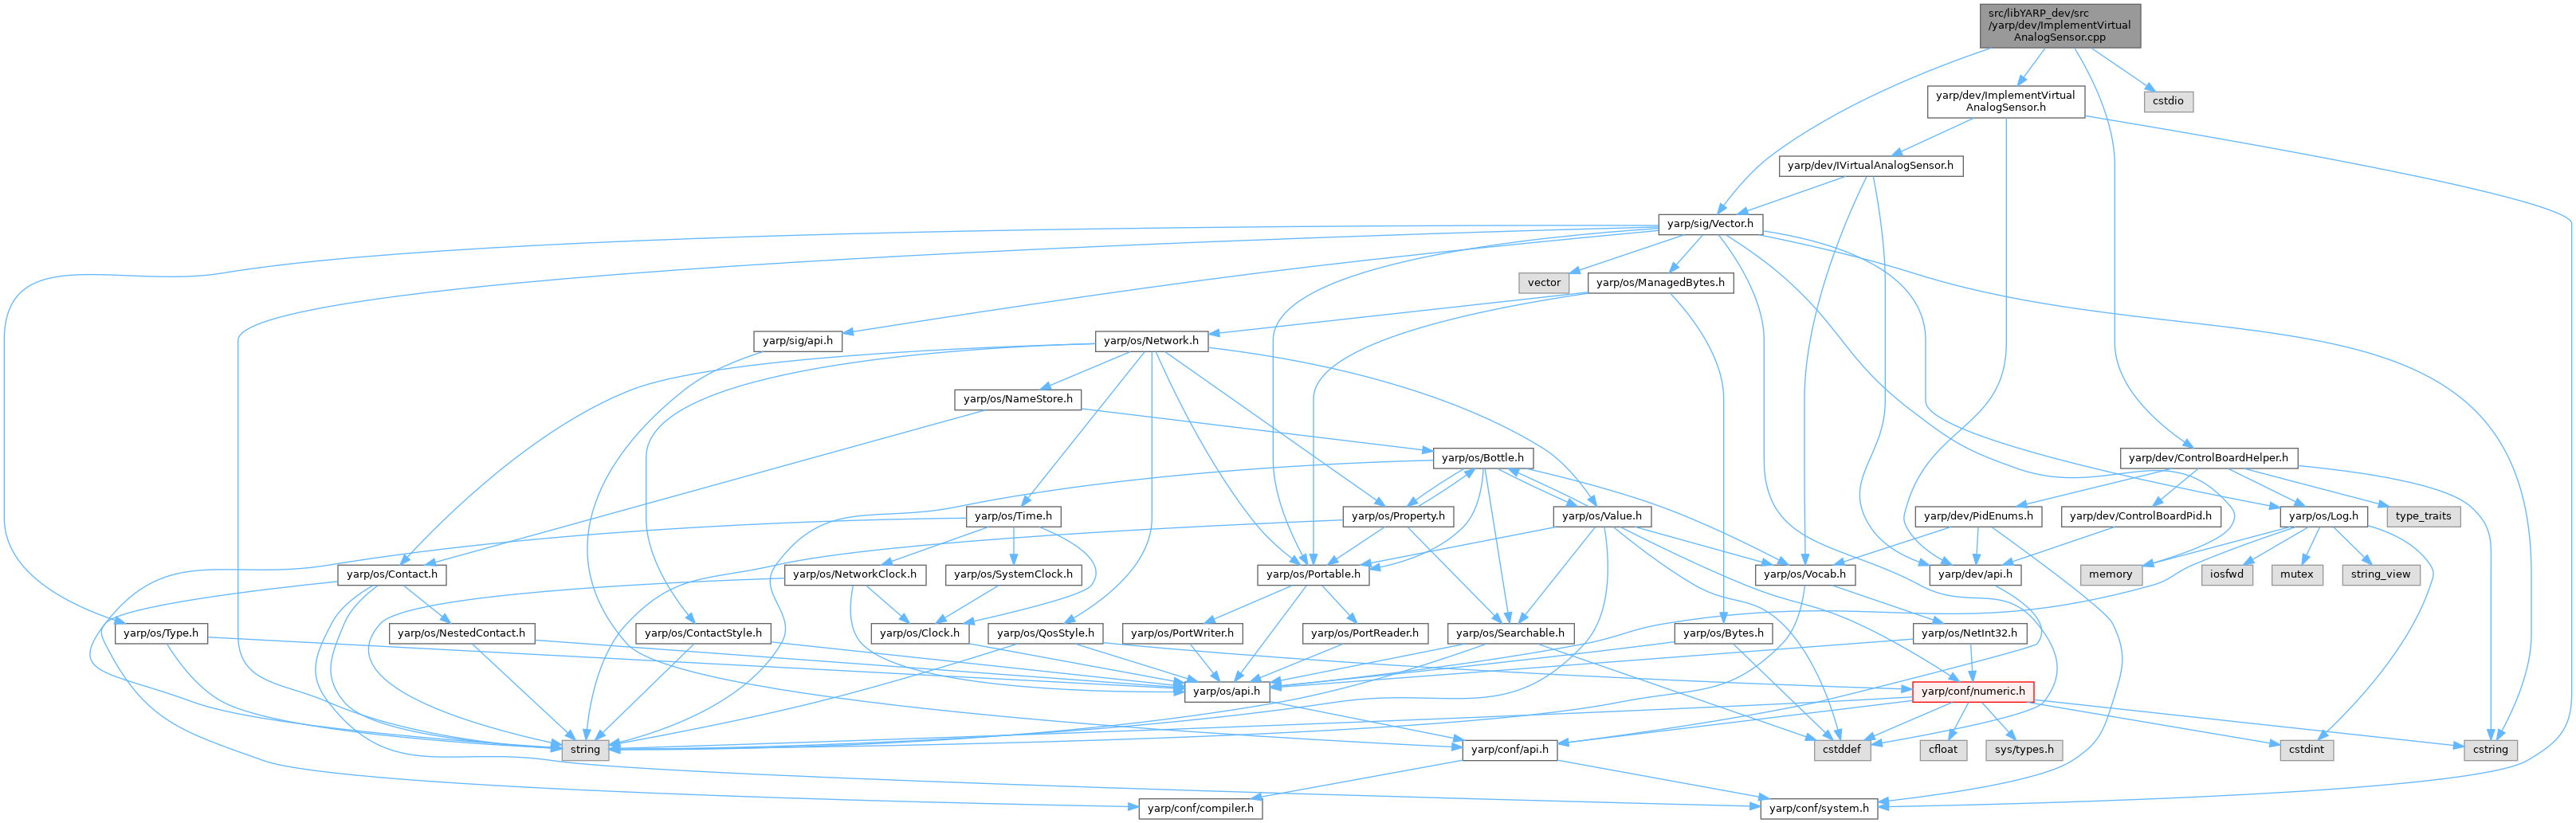 src/libYARP_dev/src
/yarp/dev/ImplementVirtual
AnalogSensor.cpp
yarp/dev/ImplementVirtual
AnalogSensor.h
cstdio
yarp/dev/IVirtualAnalogSensor.h
yarp/sig/Vector.h
vector
yarp/os/ManagedBytes.h
yarp/sig/api.h
yarp/os/Network.h
yarp/os/NameStore.h
yarp/os/Bottle.h
yarp/dev/ControlBoardHelper.h
yarp/os/Time.h
yarp/os/Property.h
yarp/os/Value.h
yarp/dev/PidEnums.h
yarp/dev/ControlBoardPid.h
yarp/os/Log.h
type_traits
yarp/os/Contact.h
yarp/os/NetworkClock.h
yarp/os/SystemClock.h
yarp/os/Portable.h
yarp/os/Vocab.h
yarp/dev/api.h
memory
iosfwd
mutex
string_view
yarp/os/Type.h
yarp/os/NestedContact.h
yarp/os/ContactStyle.h
yarp/os/Clock.h
yarp/os/QosStyle.h
yarp/os/PortWriter.h
yarp/os/PortReader.h
yarp/os/Searchable.h
yarp/os/Bytes.h
yarp/os/NetInt32.h
yarp/os/api.h
yarp/conf/numeric.h
string
yarp/conf/api.h
cstddef
cfloat
sys/types.h
cstdint
cstring
yarp/conf/compiler.h
yarp/conf/system.h